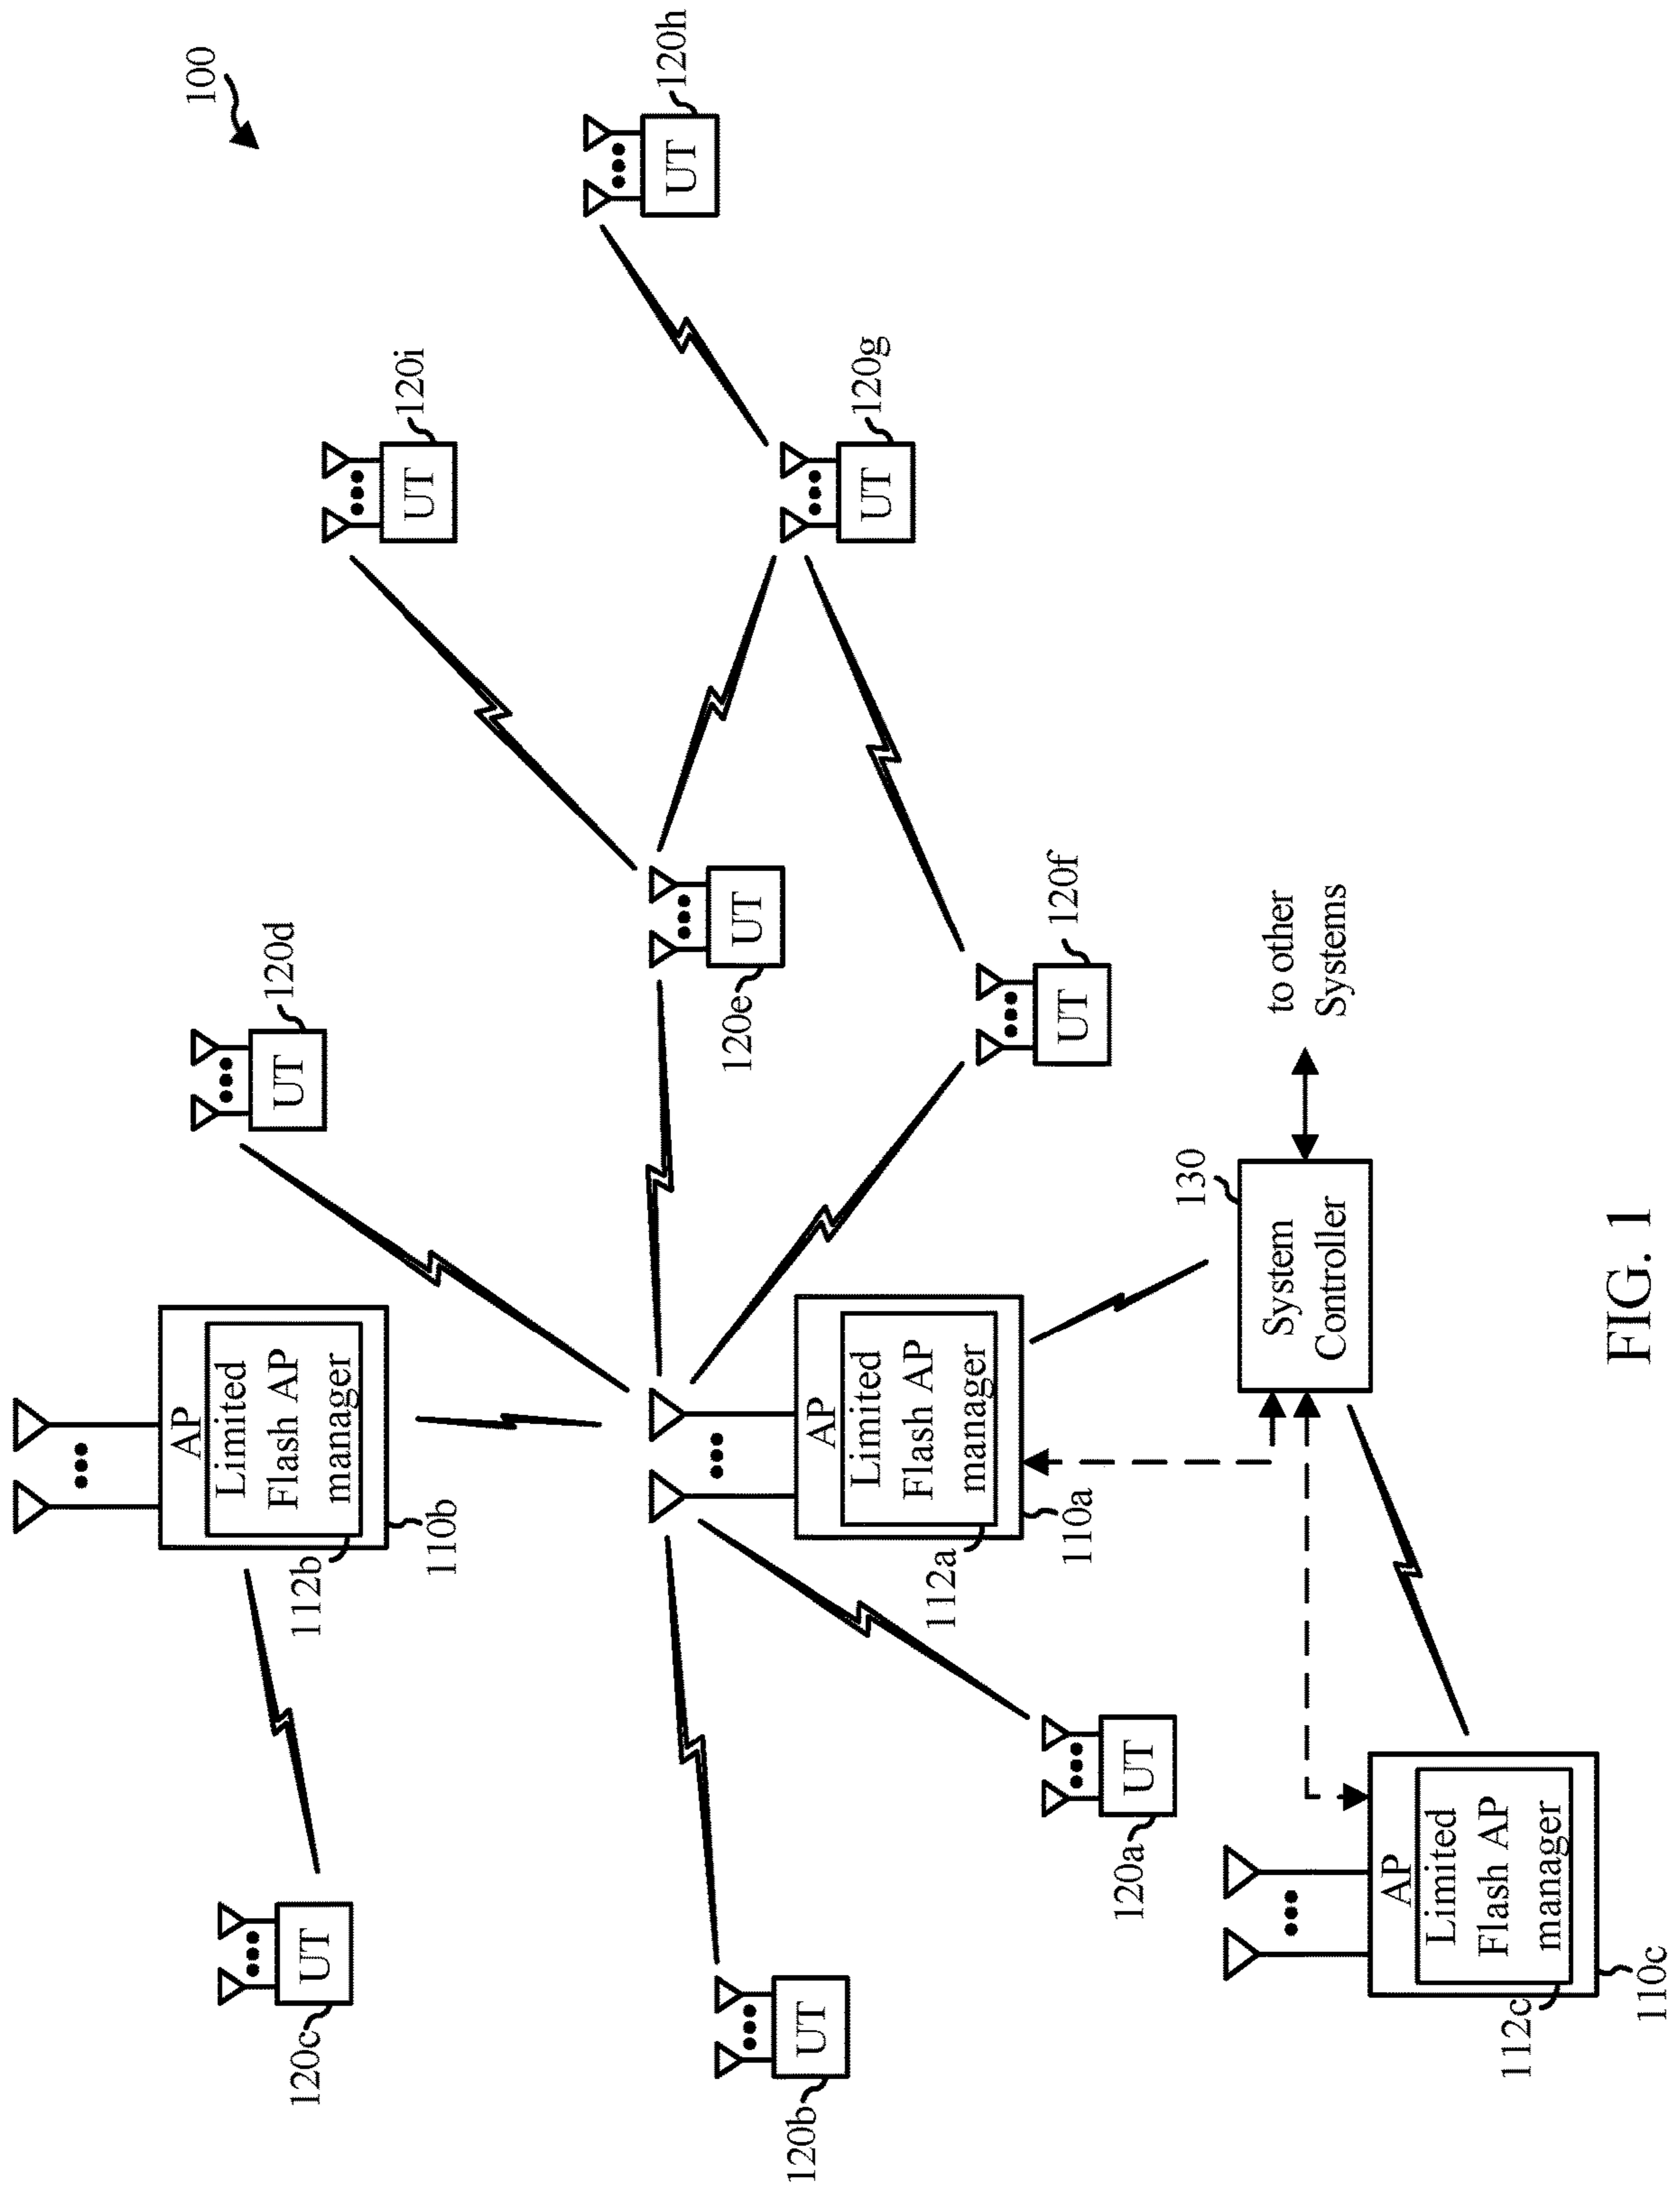 100
120h
UT
120i
UT
120g
UT
120d
UT
120e
UT
120f
UT
AP
Limited
Flash AP
manager
112b
110b
AP
Limited
Flash AP
manager
112a
110a
130
System
Controller
to other
Systems
120c
UT
120b
UT
120a
UT
AP
Limited
Flash AP
manager
112c
110c
FIG. 1